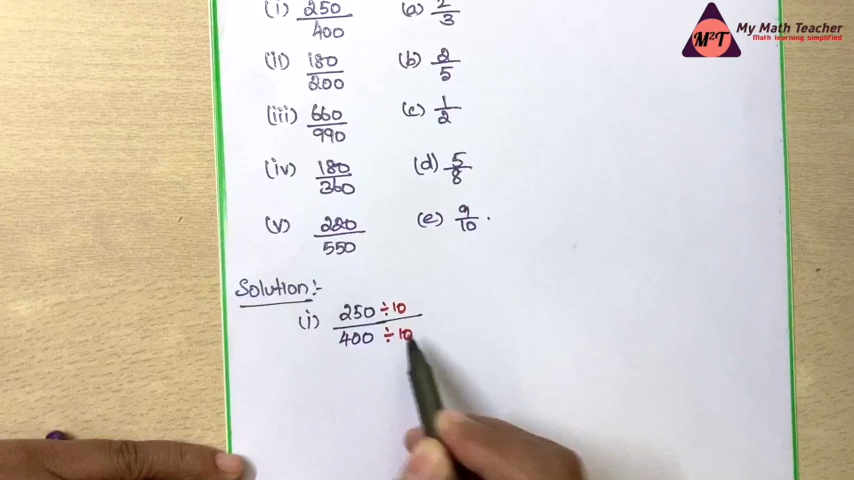 (i) 250/400 (a) 2/3
(ii) 180/200 (b) 2/5
(iii) 660/990 (c) 1/2
(iv) 180/360 (d) 5/8
(v) 220/550 (e) 9/10.
Solution:-
(i) 250 ÷10
400 ÷10
My Math Teacher
Math learning simplified
M²T